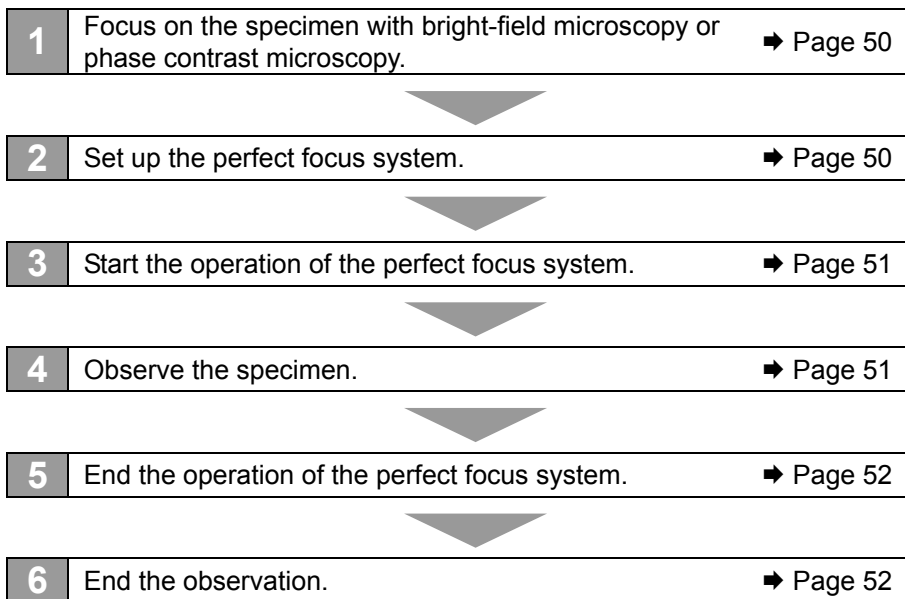 1
Focus on the specimen with bright-field microscopy or
phase contrast microscopy.
➡ Page 50
2
Set up the perfect focus system.
➡ Page 50
3
Start the operation of the perfect focus system.
➡ Page 51
4
Observe the specimen.
➡ Page 51
5
End the operation of the perfect focus system.
➡ Page 52
6
End the observation.
➡ Page 52